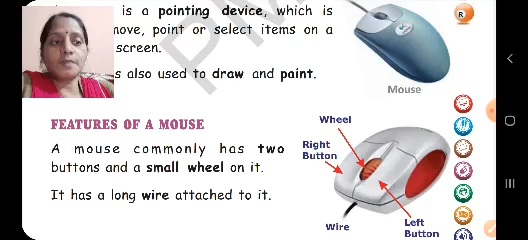 is a pointing device, which is
move, point or select items on a
screen.
also used to draw and paint.
Mouse
FEATURES OF A MOUSE
A mouse commonly has two
buttons and a small wheel on it.
It has a long wire attached to it.
Wheel
Right
Button
Wire
Left
Button
R